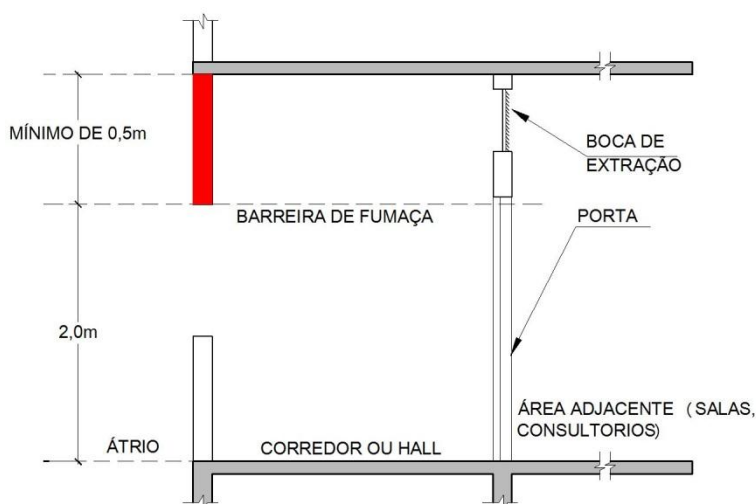 MÍNIMO DE 0,5m
BOCA DE
EXTRAÇÃO
BARREIRA DE FUMAÇA
PORTA
2,0m
ÁREA ADJACENTE (SALAS,
CONSULTORIOS)
ÁTRIO
CORREDOR OU HALL